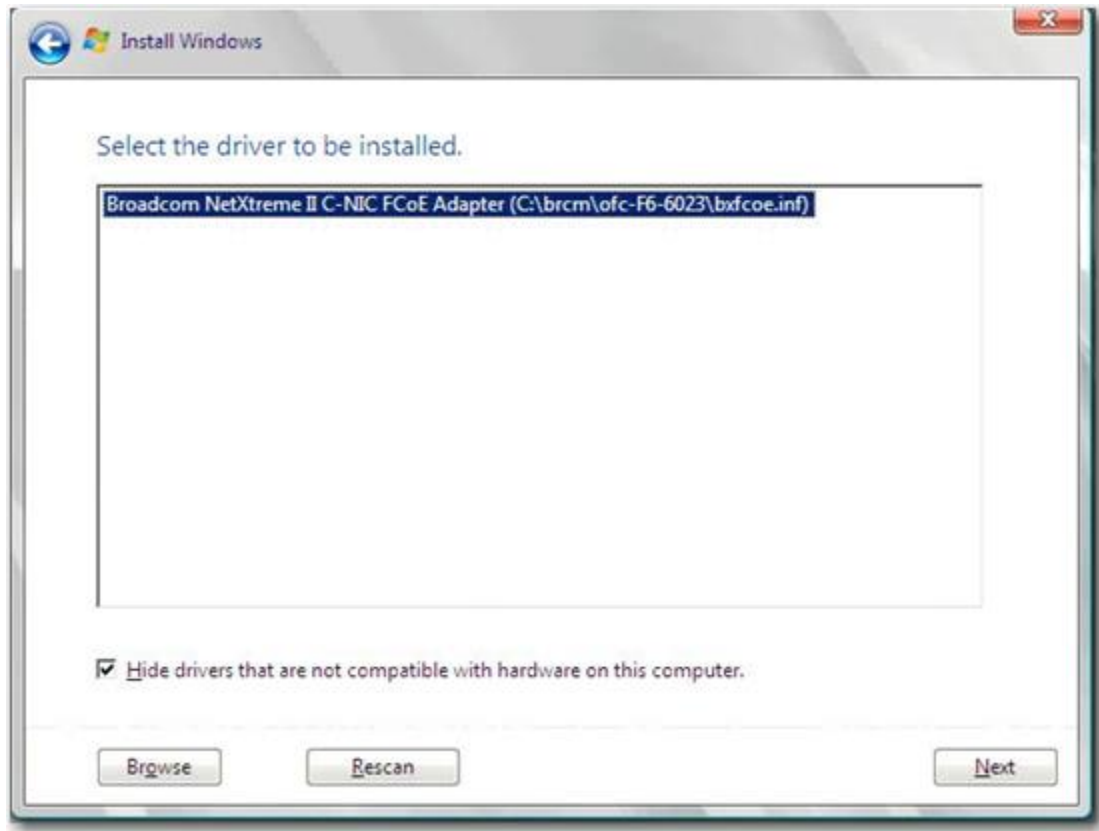 Install Windows
Select the driver to be installed.
Broadcom NetXtreme II C-NIC FCoE Adapter (C:\brcm\ofc-F6-6023\bxfcoe.inf)
Hide drivers that are not compatible with hardware on this computer.
Browse Rescan Next